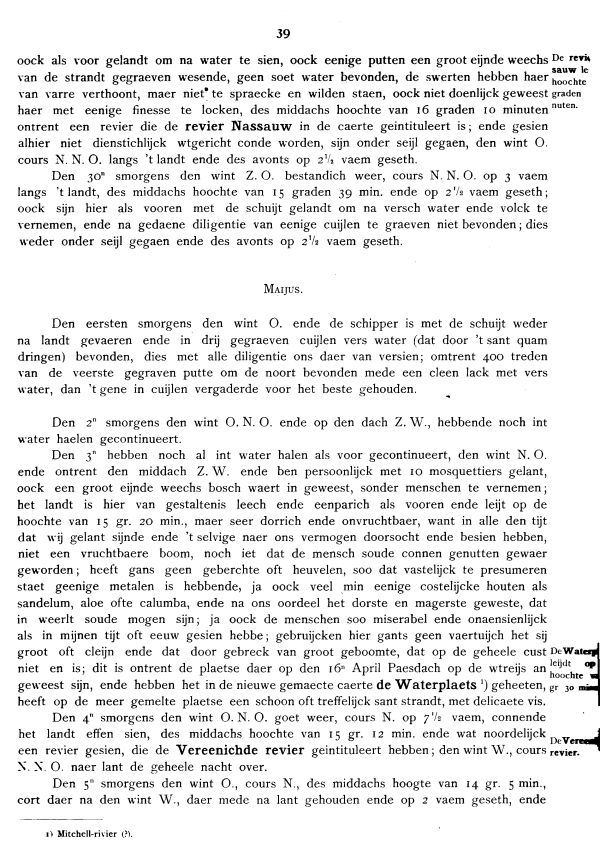 39
oock als voor gelandt om na water te sien, oock eenige putten een groot eijnde weechs
van de strandt gegraeven wesende, geen soet water bevonden, de swerten hebben haer
van varre verthoont, maer niet te spraecke en wilden staen, oock niet doenlijck geweest
haer met eenige finesse te locken, des middachs hoochte van 16 graden 10 minuten
ontrent een revier die de revier Nassauw in de caerte geintituleert is; ende gesien
alhier niet dienstichlijck wtgericht conde worden, sijn onder seijl gegaen, den wint O.
cours N. N. O. langs 't landt ende des avonts op 2 1/2 vaem geseth.
De revi
sauw le
hoochte
graden
nuten.
Den 30n smorgens den wint Z. O. bestandich weer, cours N. N. O. op 3 vaem
langs 't landt, des middachs hoochte van 15 graden 39 min. ende op 2 1/2 vaem geseth;
oock sijn hier als vooren met de schuijt gelandt om na versch water ende volck te
vernemen, ende na gedaene diligentie van eenige cuijlen te graeven niet bevonden; dies
weder onder seijl gegaen ende des avonts op 2 1/2 vaem geseth.
MAIJUS.
Den eersten smorgens den wint O. ende de schipper is met de schuijt weder
na landt gevaeren ende in drij gegraeven cuijlen vers water (dat door 't sant quam
dringen) bevonden, dies met alle diligentie ons daer van versien; omtrent 400 treden
van de veerste gegraven putte om de noort bevonden mede een cleen lack met vers
water, dan 't gene in cuijlen vergaderde voor het beste gehouden.
Den 2n smorgens den wint O. N. O. ende op den dach Z. W., hebbende noch int
water haelen gecontinueert.
Den 3n hebben noch al int water halen als voor gecontinueert, den wint N. O.
ende ontrent den middach Z. W. ende ben persoonlijck met 10 mosquettiers gelant,
oock een groot eijnde weechs bosch waert in geweest, sonder menschen te vernemen;
het landt is hier van gestaltenis leech ende eenparich als vooren ende leijt op de
hoochte van 15 gr. 20 min., maer seer dorrich ende onvruchtbaer, want in alle den tijt
dat wij gelant sijnde ende 't selvige naer ons vermogen doorsocht ende besien hebben,
niet een vruchtbaere boom, noch iet dat de mensch soude connen genutten gewaer
geworden; heeft gans geen geberchte oft heuvelen, soo dat vastelijck te presumeren
staet geenige metalen is hebbende, ja oock veel min eenige costelijcke houten als
sandelum, aloe ofte calumba, ende na ons oordeel het dorste en magerste geweste, dat
in weerlt soude mogen sijn; ja oock de menschen soo miserabel ende onaensienlijck
als in mijnen tijt oft eeuw gesien hebbe; gebruijcken hier gants geen vaertuijch het sij
groot oft cleijn ende dat door gebreck van groot geboomte, dat op de geheele cust
niet en is; dit is ontrent de plaetse daer op den 16n April Paesdach op de wtreijs an
geweest sijn, ende hebben het in de nieuwe gemaecte caerte de Waterplaets 1) geheeten,
heeft op de meer gemelte plaetse een schoon oft treffelijck sant strandt, met delicaete vis.
De Waterp
leijdt op
hoochte
gr 30 min
Den 4n smorgens den wint O. N. O. goet weer, cours N. op 7 1/2 vaem, connende
het landt effen sien, des middachs hoochte van 15 gr. 12 min. ende wat noordelijck
een revier gesien, die de Vereenichde revier geintituleert hebben; den wint W., cours
N. N. O. naer lant de geheele nacht over.
De Vereen
revier.
Den 5n smorgens den wint O., cours N., des middachs hoogte van 14 gr. 5 min.,
cort daer na den wint W., daer mede na lant gehouden ende op 2 vaem geseth, ende
1) Mitchell-rivier (?).